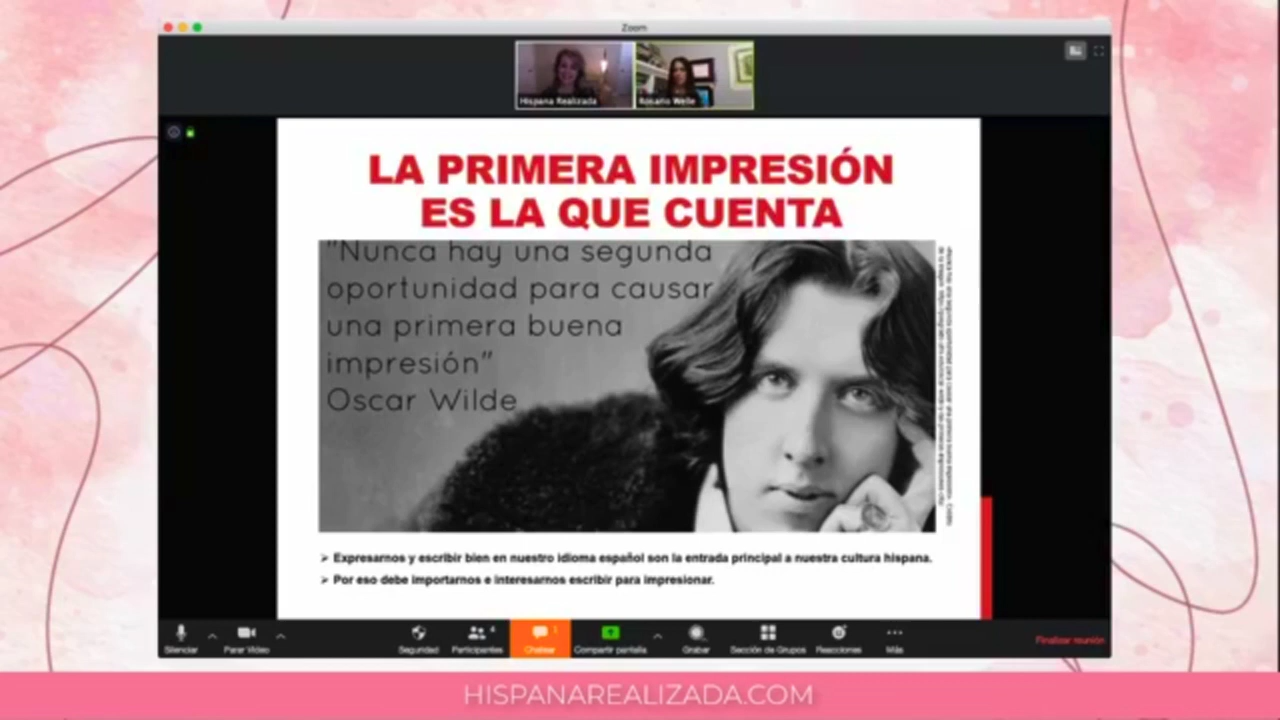 Zoom
Hispana Realizada
Rosario Welle
LA PRIMERA IMPRESIÓN
ES LA QUE CUENTA
"Nunca hay una segunda
oportunidad para causar
una primera buena
impresión"
Oscar Wilde
➢ Expresarnos y escribir bien en nuestro idioma español son la entrada principal a nuestra cultura hispana.
➢ Por eso debe importarnos e interesarnos escribir para impresionar.
Silenciar
Parar Video
Seguridad
Participantes
4
Chatear
1
Compartir pantalla
Grabar
Sección de Grupos
Reacciones
Más
Finalizar reunión
HISPANAREALIZADA.COM